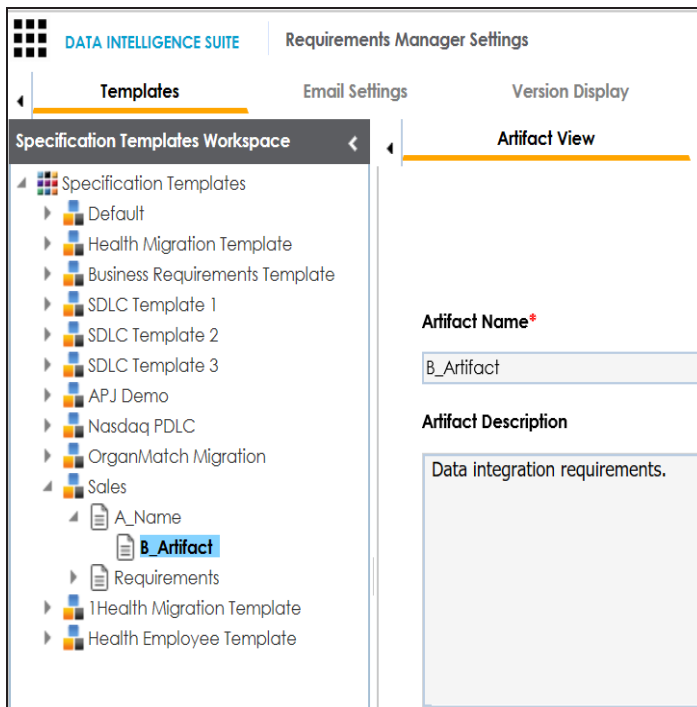 DATA INTELLIGENCE SUITE
Requirements Manager Settings
Templates
Email Settings
Version Display
Specification Templates Workspace
Artifact View
Specification Templates
Default
Health Migration Template
Business Requirements Template
SDLC Template 1
SDLC Template 2
SDLC Template 3
APJ Demo
Nasdaq PDLC
OrganMatch Migration
Sales
A_Name
B_Artifact
Requirements
1Health Migration Template
Health Employee Template
Artifact Name*
B_Artifact
Artifact Description
Data integration requirements.